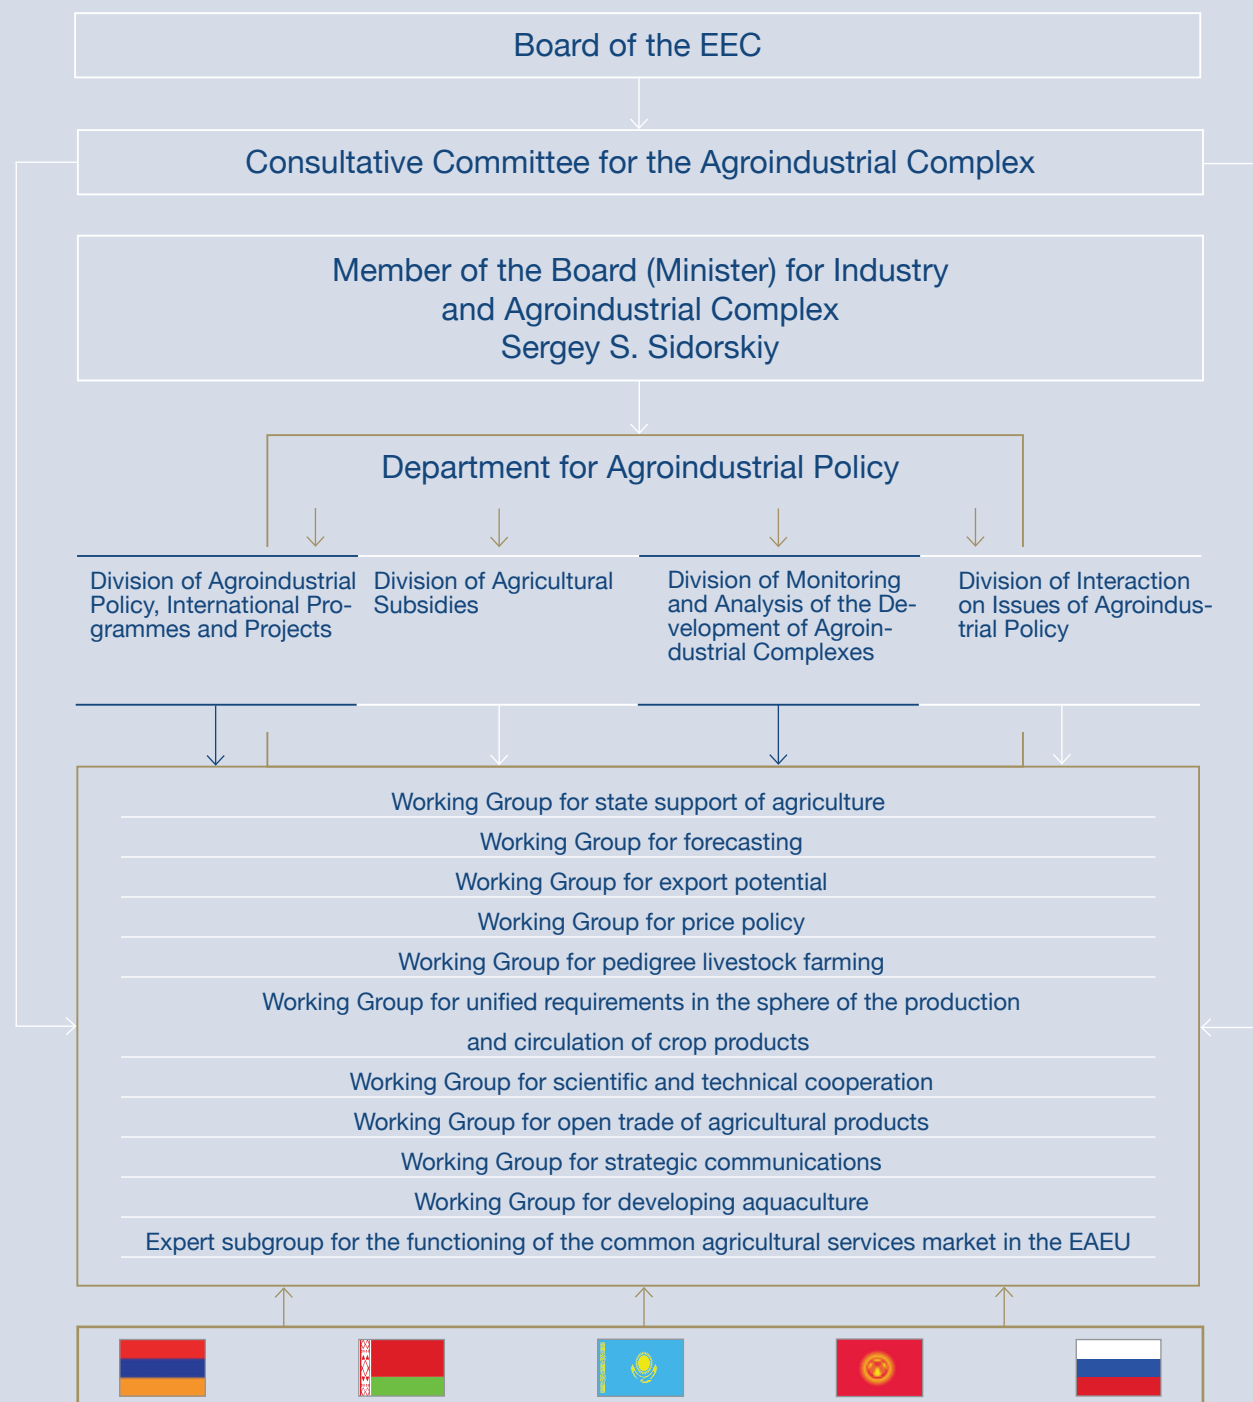 Board of the EEC
Consultative Committee for the Agroindustrial Complex
Member of the Board (Minister) for Industry
and Agroindustrial Complex
Sergey S. Sidorskiy
Department for Agroindustrial Policy
Division of Agroindustrial
Policy, International Pro-
grammes and Projects
Division of Agricultural
Subsidies
Division of Monitoring
and Analysis of the De-
velopment of Agroin-
dustrial Complexes
Division of Interaction
on Issues of Agroindus-
trial Policy
Working Group for state support of agriculture
Working Group for forecasting
Working Group for export potential
Working Group for price policy
Working Group for pedigree livestock farming
Working Group for unified requirements in the sphere of the production
and circulation of crop products
Working Group for scientific and technical cooperation
Working Group for open trade of agricultural products
Working Group for strategic communications
Working Group for developing aquaculture
Expert subgroup for the functioning of the common agricultural services market in the EAEU